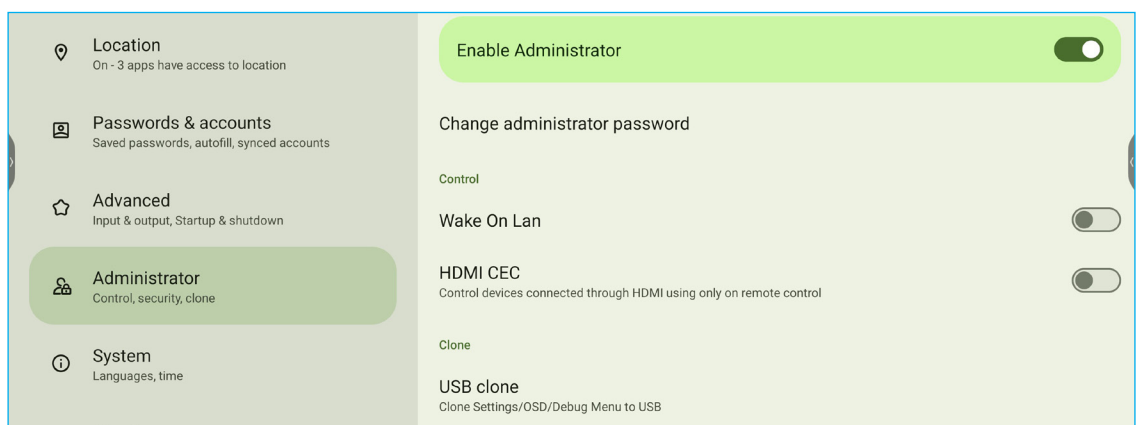 Location
On - 3 apps have access to location
Passwords & accounts
Saved passwords, autofill, synced accounts
Advanced
Input & output, Startup & shutdown
Administrator
Control, security, clone
System
Languages, time
Enable Administrator
Change administrator password
Control
Wake On Lan
HDMI CEC
Control devices connected through HDMI using only on remote control
Clone
USB clone
Clone Settings/OSD/Debug Menu to USB